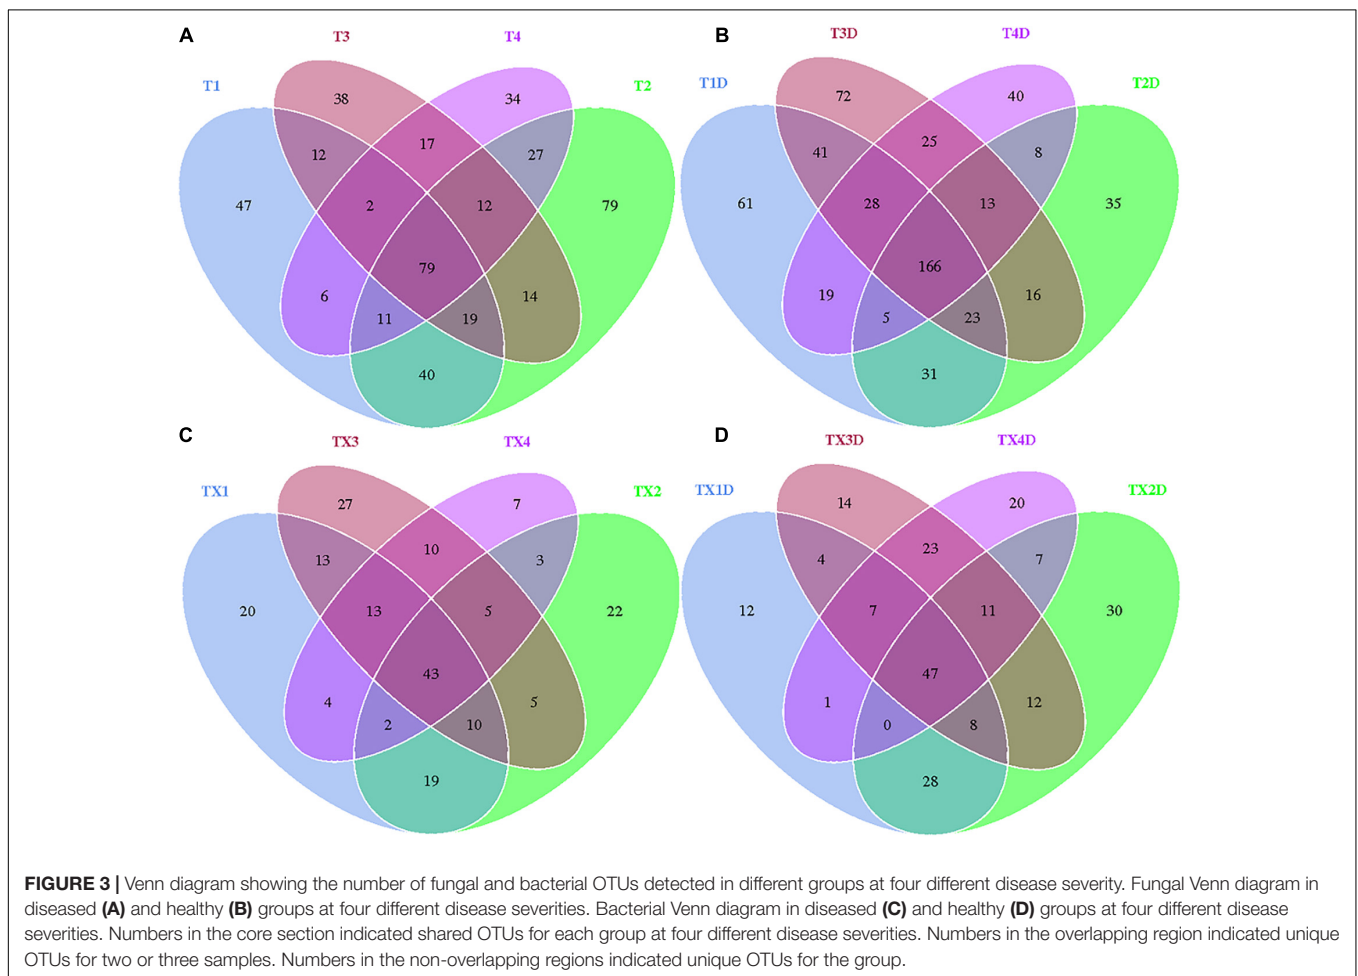 A
T3
T4
T1
T2
38
34
12
17
27
47
2
12
79
79
6
14
11
19
40
B
T3D
T4D
T1D
T2D
72
40
41
25
8
61
28
13
35
166
19
16
5
23
31
C
TX3
TX4
TX1
TX2
27
7
13
10
3
20
13
5
22
43
4
5
2
10
19
D
TX3D
TX4D
TX1D
TX2D
14
20
4
23
7
12
7
11
30
47
1
12
0
8
28
FIGURE 3 | Venn diagram showing the number of fungal and bacterial OTUs detected in different groups at four different disease severity. Fungal Venn diagram in
diseased (A) and healthy (B) groups at four different disease severities. Bacterial Venn diagram in diseased (C) and healthy (D) groups at four different disease
severities. Numbers in the core section indicated shared OTUs for each group at four different disease severities. Numbers in the overlapping region indicated unique
OTUs for two or three samples. Numbers in the non-overlapping regions indicated unique OTUs for the group.